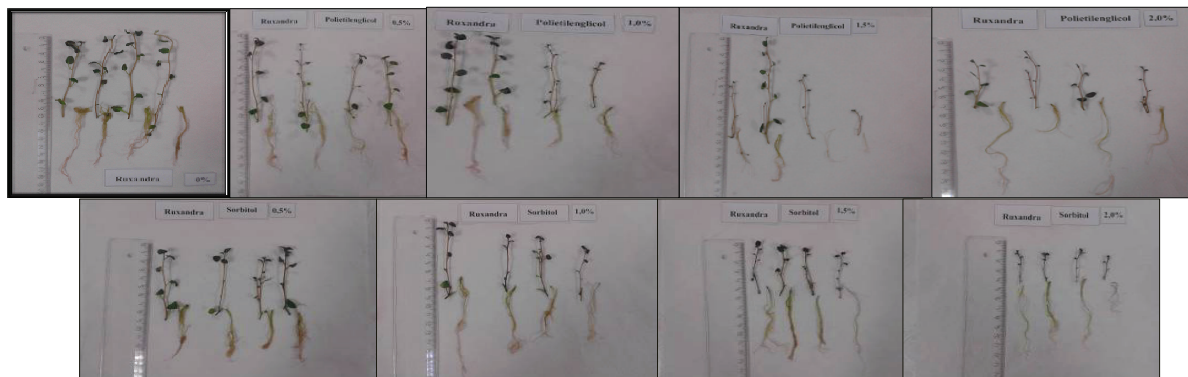 Ruxandra 0%
Ruxandra Polietilenglicol 0,5%
Ruxandra Polietilenglicol 1,0%
Ruxandra Polietilenglicol 1,5%
Ruxandra Polietilenglicol 2,0%
Ruxandra Sorbitol 0,5%
Ruxandra Sorbitol 1,0%
Ruxandra Sorbitol 1,5%
Ruxandra Sorbitol 2,0%